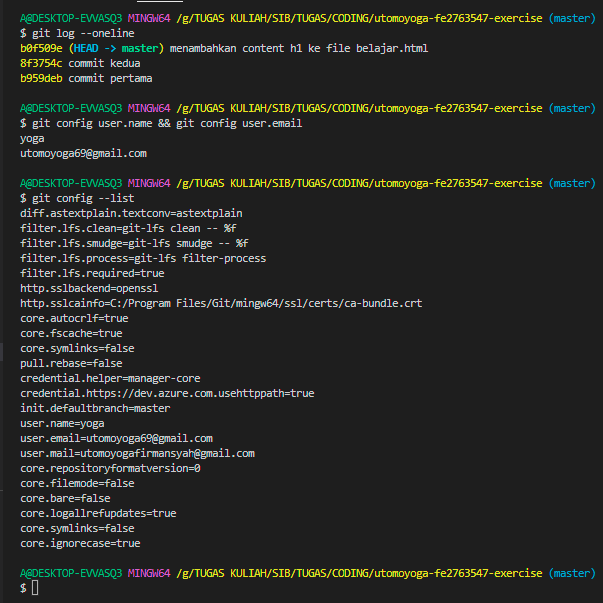 A@DESKTOP-EVVASQ3 MINGW64 /g/TUGAS KULIAH/SIB/TUGAS/CODING/utomoyoga-fe2763547-exercise (master)
$ git log --oneline
b0f509e (HEAD -> master) menambahkan content h1 ke file belajar.html
8f3754c commit kedua
b959deb commit pertama
A@DESKTOP-EVVASQ3 MINGW64 /g/TUGAS KULIAH/SIB/TUGAS/CODING/utomoyoga-fe2763547-exercise (master)
$ git config user.name && git config user.email
yoga
utomoyoga69@gmail.com
A@DESKTOP-EVVASQ3 MINGW64 /g/TUGAS KULIAH/SIB/TUGAS/CODING/utomoyoga-fe2763547-exercise (master)
$ git config --list
diff.astextplain.textconv=astextplain
filter.lfs.clean=git-lfs clean -- %f
filter.lfs.smudge=git-lfs smudge -- %f
filter.lfs.process=git-lfs filter-process
filter.lfs.required=true
http.sslbackend=openssl
http.sslcainfo=C:/Program Files/Git/mingw64/ssl/certs/ca-bundle.crt
core.autocrlf=true
core.fscache=true
core.symlinks=false
pull.rebase=false
credential.helper=manager-core
credential.https://dev.azure.com.usehttppath=true
init.defaultbranch=master
user.name=yoga
user.email=utomoyoga69@gmail.com
user.mail=utomoyogafirmansyah@gmail.com
core.repositoryformatversion=0
core.filemode=false
core.bare=false
core.logallrefupdates=true
core.symlinks=false
core.ignorecase=true
A@DESKTOP-EVVASQ3 MINGW64 /g/TUGAS KULIAH/SIB/TUGAS/CODING/utomoyoga-fe2763547-exercise (master)
$